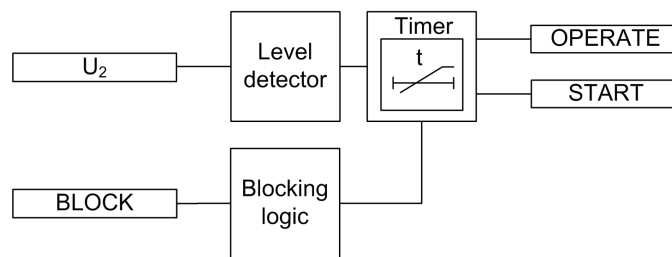 Timer
OPERATE
Level
detector
t
U₂
START
Blocking
logic
BLOCK